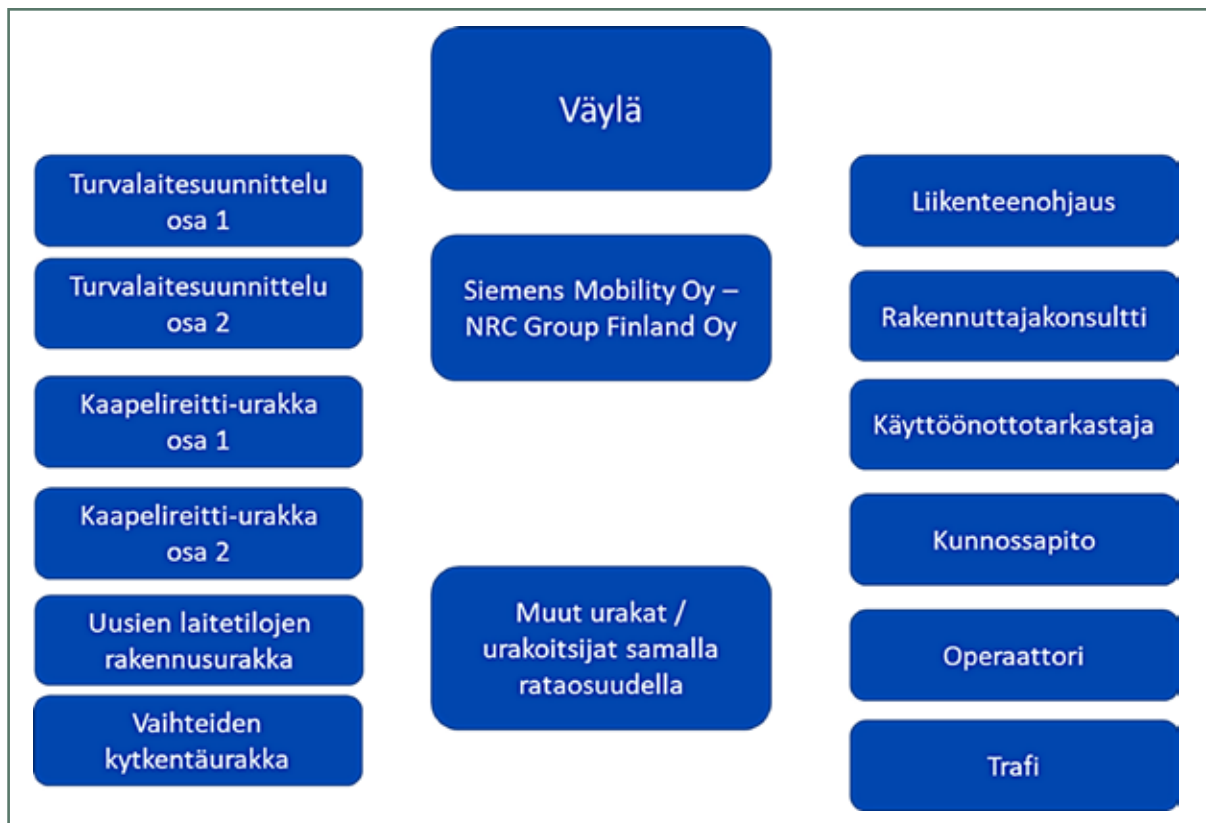 Väylä
Turvalaitesuunnittelu
osa 1
Turvalaitesuunnittelu
osa 2
Kaapelireitti-urakka
osa 1
Kaapelireitti-urakka
osa 2
Uusien laitetilojen
rakennusurakka
Vaihteiden
kytkentäurakka
Siemens Mobility Oy –
NRC Group Finland Oy
Muut urakat /
urakoitsijat samalla
rataosuudella
Liikenteenohjaus
Rakennuttajakonsultti
Käyttöönottotarkastaja
Kunnossapito
Operaattori
Trafi